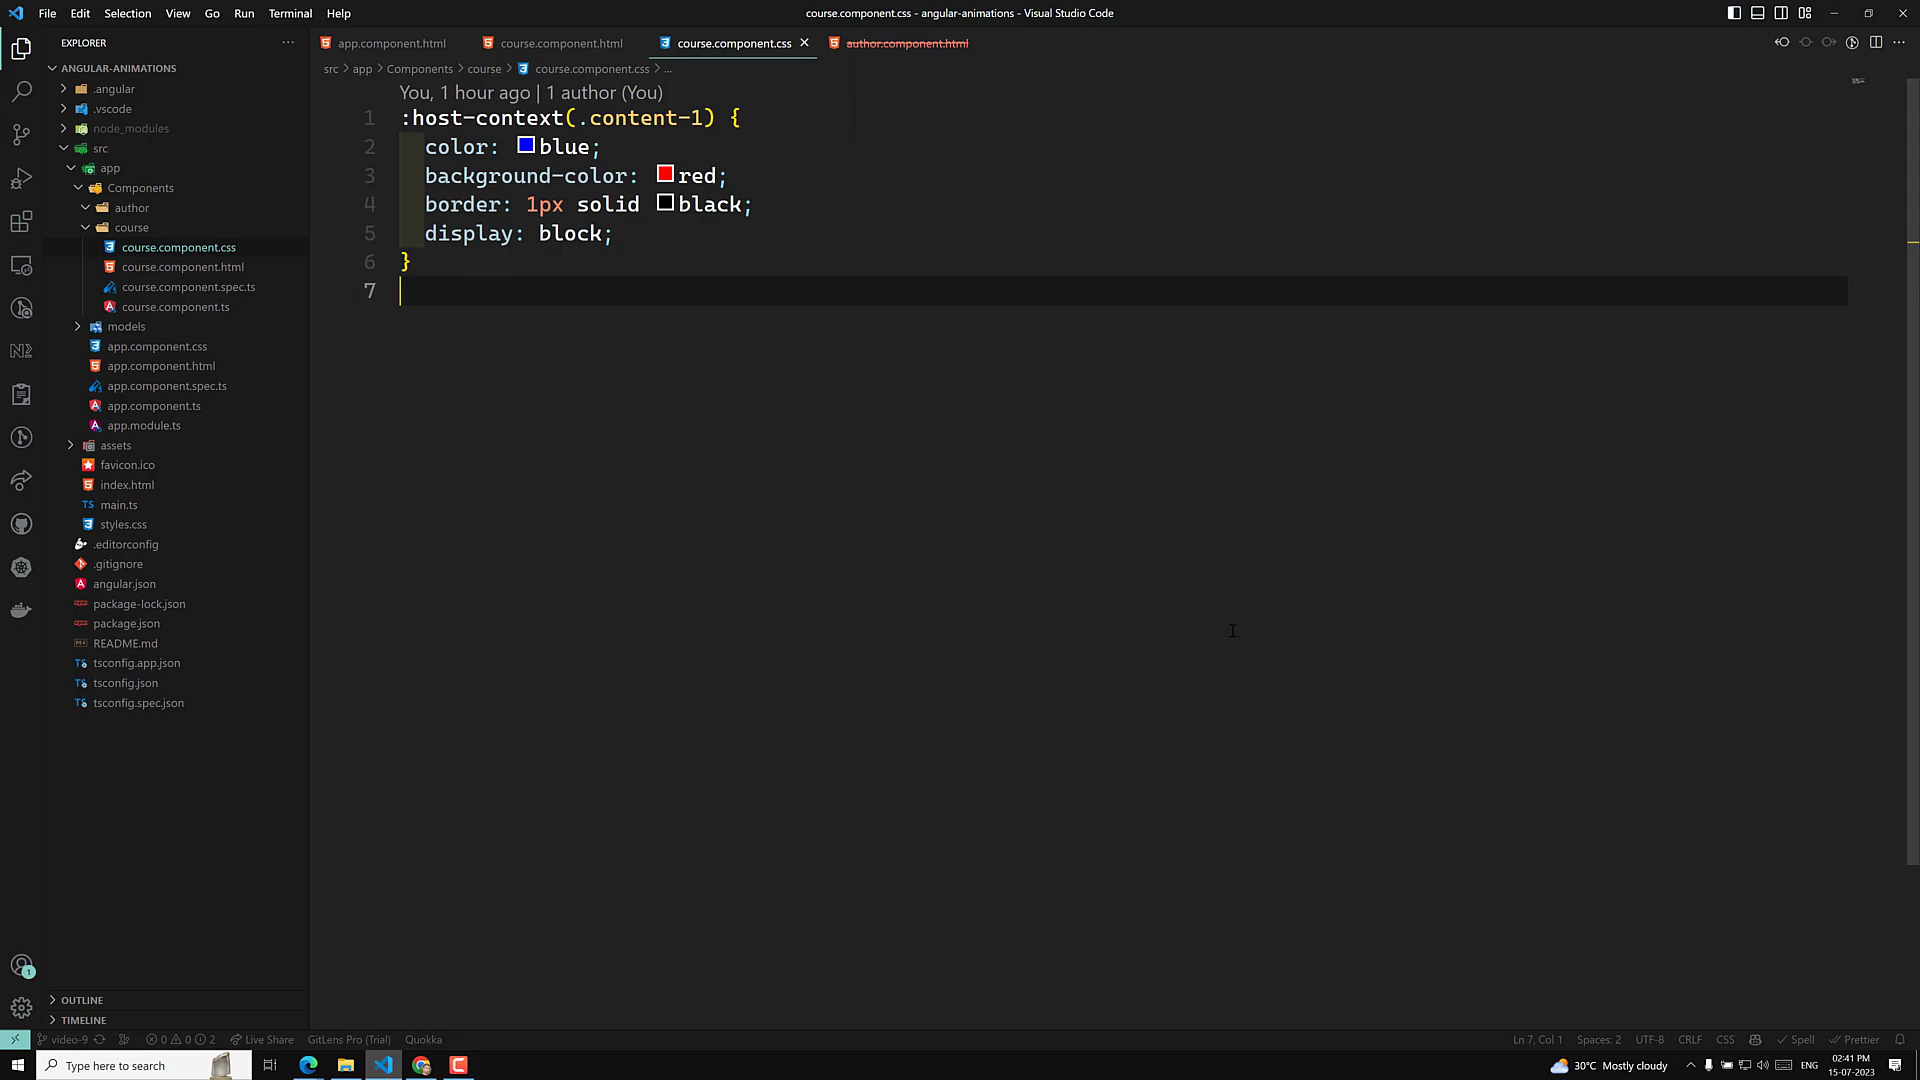 File Edit Selection View Go Run Terminal Help
course.component.css - angular-animations - Visual Studio Code
EXPLORER
ANGULAR-ANIMATIONS
.angular
.vscode
node_modules
src
app
Components
author
course
course.component.css
course.component.html
course.component.spec.ts
course.component.ts
models
app.component.css
app.component.html
app.component.spec.ts
app.component.ts
app.module.ts
assets
favicon.ico
index.html
TS main.ts
styles.css
.editorconfig
.gitignore
angular.json
package-lock.json
package.json
README.md
tsconfig.app.json
tsconfig.json
tsconfig.spec.json
OUTLINE
TIMELINE
app.component.html course.component.html course.component.css author.component.html
src > app > Components > course > course.component.css > ...
You, 1 hour ago | 1 author (You)
1 :host-context(.content-1) {
2 color: blue;
3 background-color: red;
4 border: 1px solid black;
5 display: block;
6 }
7
1
video-9 0 0 2 Live Share GitLens Pro (Trial) Quokka
Ln 7, Col 1 Spaces: 2 UTF-8 CRLF CSS Spell Prettier
Type here to search
30°C Mostly cloudy ENG
02:41 PM
15-07-2023